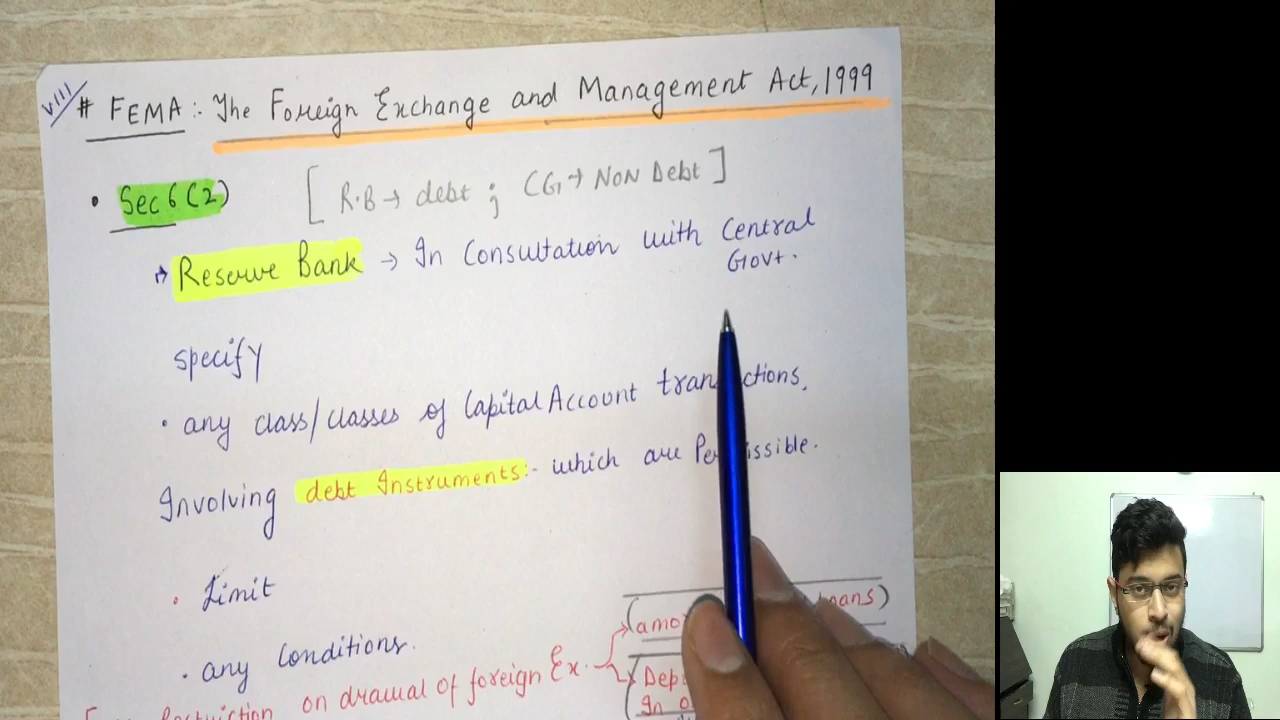 VIII
# FEMA:- The Foreign Exchange and Management Act, 1999
• Sec 6(2) [ R.B → debt ; CG → NON Debt ]
Reserve Bank → In Consultation with Central
Govt.
specify
• any class/classes of Capital Account transactions,
Involving debt Instruments:- which are Permissible.
• Limit
• any Conditions.
on drawal of foreign Ex.